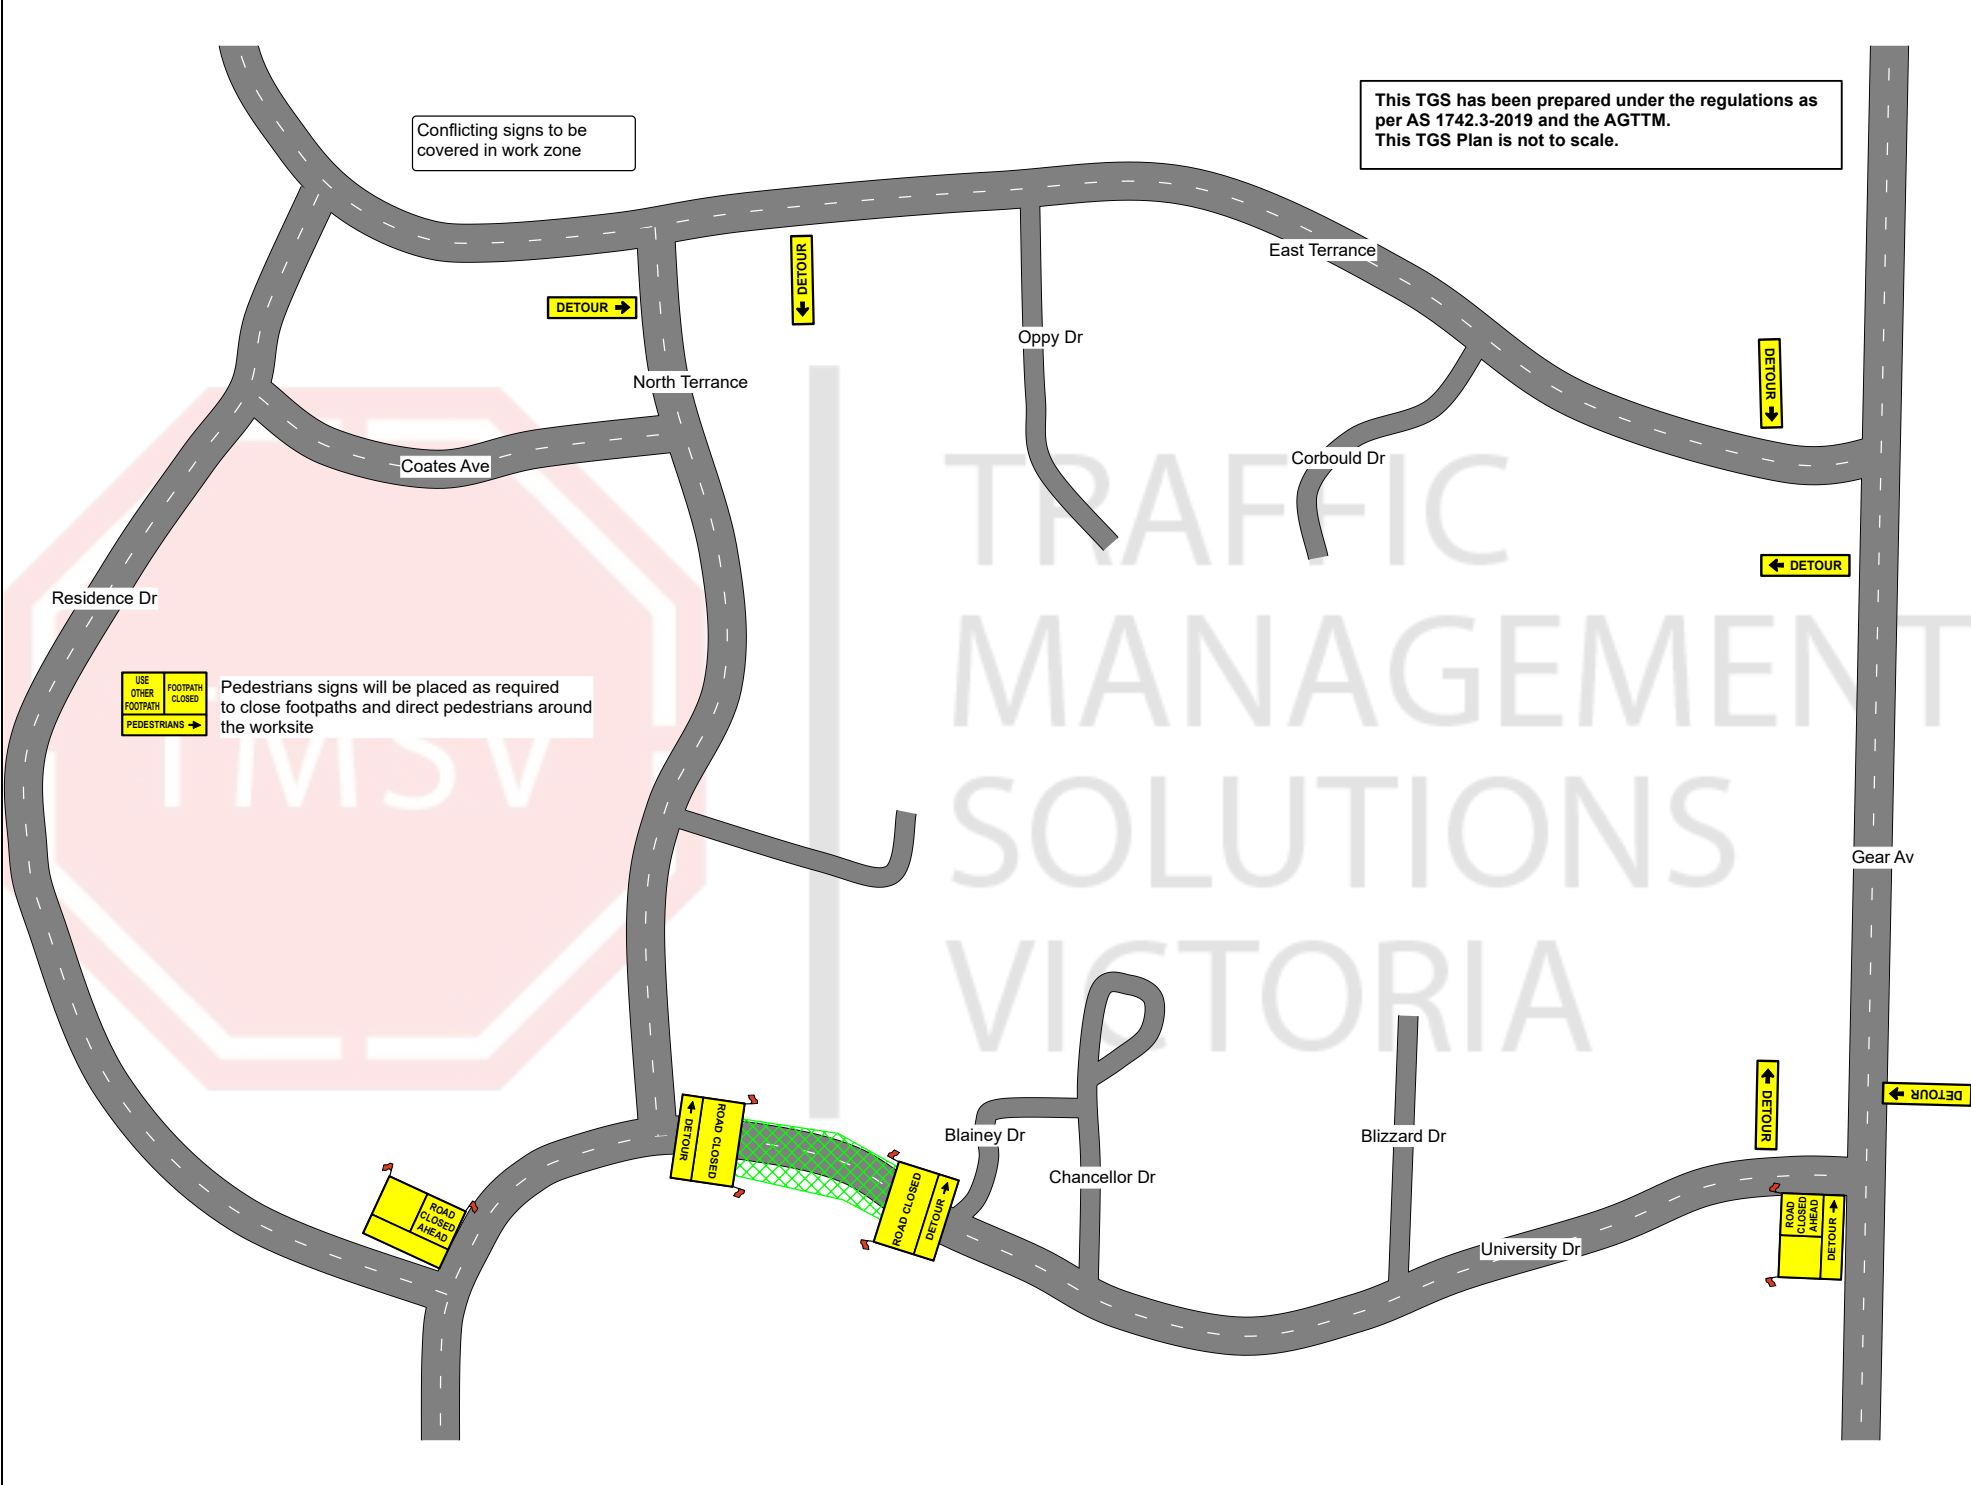 Conflicting signs to be
covered in work zone
This TGS has been prepared under the regulations as
per AS 1742.3-2019 and the AGTTM.
This TGS Plan is not to scale.
East Terrance
DETOUR
DETOUR
Oppy Dr
North Terrance
DETOUR
Coates Ave
Corbould Dr
TRAFFIC
MANAGEMENT
SOLUTIONS
VICTORIA
DETOUR
Residence Dr
TMSV
USE
OTHER
FOOTPATH
FOOTPATH
CLOSED
PEDESTRIANS
Pedestrians signs will be placed as required
to close footpaths and direct pedestrians around
the worksite
Gear Av
DETOUR
DETOUR
ROAD CLOSED
DETOUR
Blainey Dr
Blizzard Dr
Chancellor Dr
ROAD
CLOSED
AHEAD
ROAD CLOSED
DETOUR
University Dr
ROAD
CLOSED
AHEAD
DETOUR